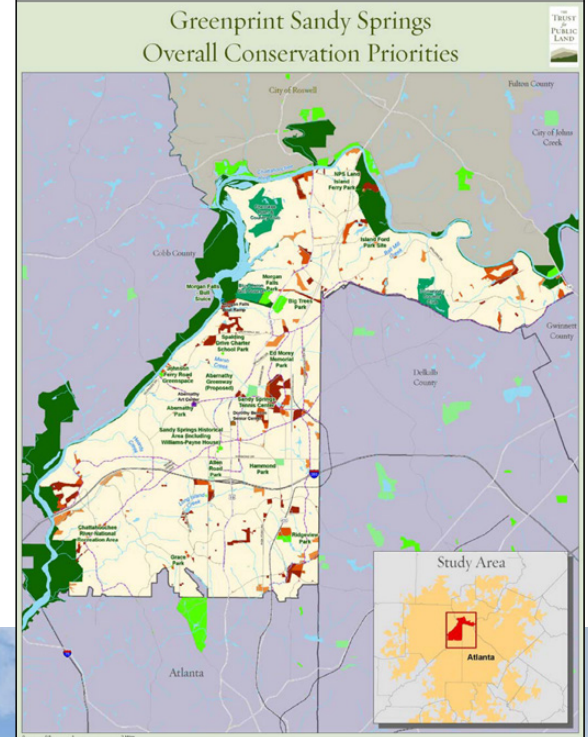 Greenprint Sandy Springs
Overall Conservation Priorities
THE
TRUST
for
PUBLIC
LAND
City of Roswell
Fulton County
City of Johns
Creek
NPS Land
Island
Ferry Park
Cobb County
Island Ford
Park Site
Morgan
Falls
Park
Morgan Falls
Bull
Sluice
Big Trees
Park
Gwinnett
County
Spalding
Drive Charter
School Park
Ed Morey
Memorial
Park
Dekalb
County
Johnson
Ferry Road
Greenspace
Abernathy
Greenway
(Proposed)
Abernathy
Art Center
Sandy Springs
Tennis Center
Abernathy
Park
Sandy Springs Historical
Area (Including
Williams-Payne House)
Allen
Road
Park
Hammond
Park
Chattahoochee
River National
Recreation Area
Ridgeview
Park
Grace
Park
Study Area
Atlanta
Atlanta